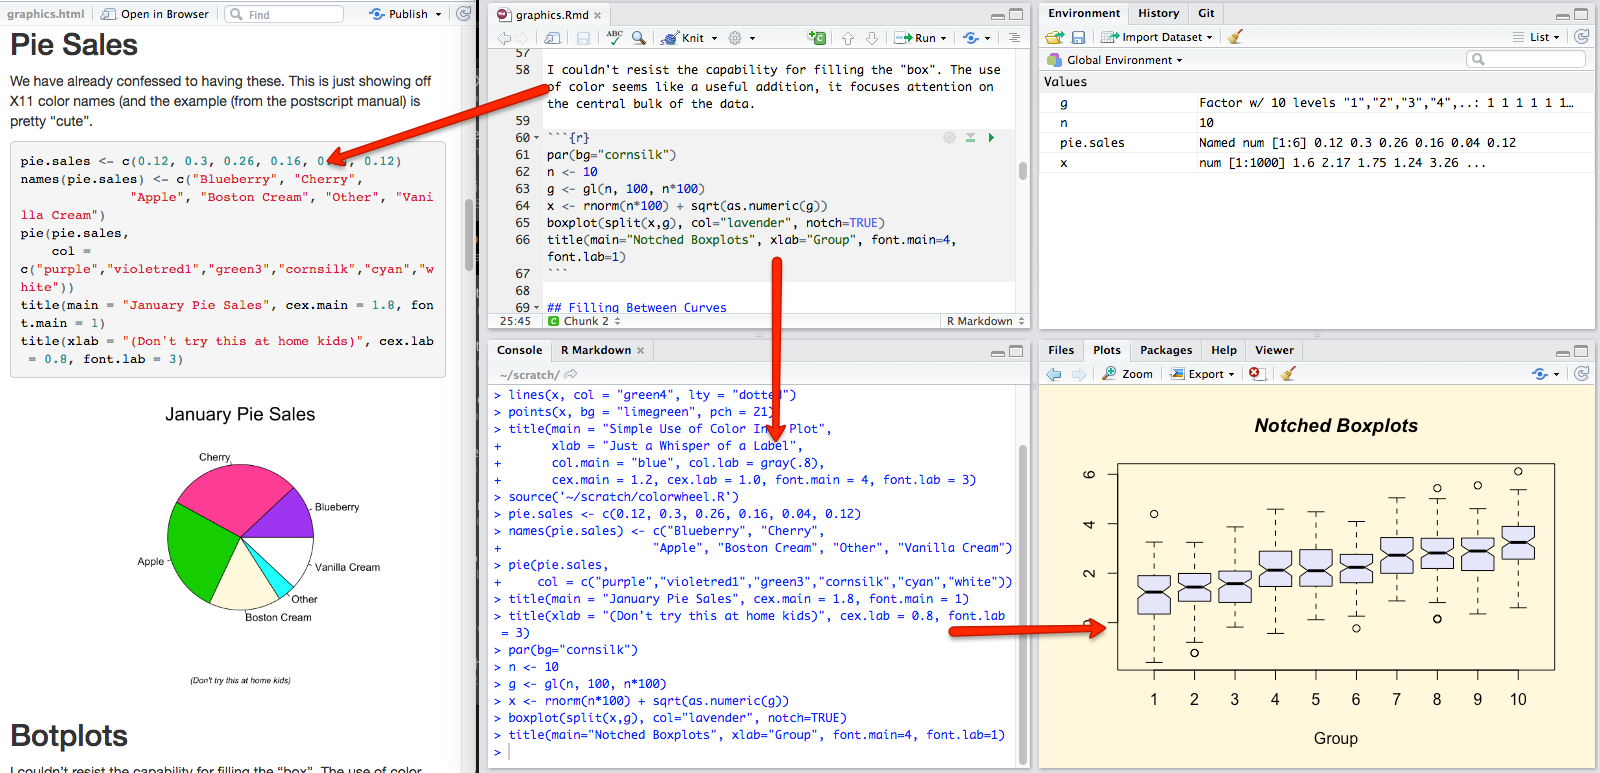 graphics.html
Open in Browser
Find
Publish
Pie Sales
We have already confessed to having these. This is just showing off
X11 color names (and the example (from the postscript manual) is
pretty “cute”.
pie.sales <- c(0.12, 0.3, 0.26, 0.16, 0, 0.12)
names(pie.sales) <- c("Blueberry", "Cherry",
"Apple", "Boston Cream", "Other", "Vani
lla Cream")
pie(pie.sales,
col =
c("purple","violetred1","green3","cornsilk","cyan","w
hite"))
title(main = "January Pie Sales", cex.main = 1.8, fon
t.main = 1)
title(xlab = "(Don't try this at home kids)", cex.lab
= 0.8, font.lab = 3)
January Pie Sales
Cherry
Blueberry
Apple
Vanilla Cream
Other
Boston Cream
(Don't try this at home kids)
Botplots
I couldn't resist the capability for filling the “box”. The use of color
graphics.Rmd
ABC
Knit
Run
57
58 I couldn't resist the capability for filling the "box". The use
of color seems like a useful addition, it focuses attention on
the central bulk of the data.
59
60 ```{r}
61 par(bg="cornsilk")
62 n <- 10
63 g <- gl(n, 100, n*100)
64 x <- rnorm(n*100) + sqrt(as.numeric(g))
65 boxplot(split(x,g), col="lavender", notch=TRUE)
66 title(main="Notched Boxplots", xlab="Group", font.main=4,
font.lab=1)
67 ```
68
69 ## Filling Between Curves
25:45
Chunk 2
R Markdown
Console
R Markdown
~/scratch/
> lines(x, col = "green4", lty = "dotted")
> points(x, bg = "limegreen", pch = 21)
> title(main = "Simple Use of Color In Plot",
+ xlab = "Just a Whisper of a Label",
+ col.main = "blue", col.lab = gray(.8),
+ cex.main = 1.2, cex.lab = 1.0, font.main = 4, font.lab = 3)
> source('~/scratch/colorwheel.R')
> pie.sales <- c(0.12, 0.3, 0.26, 0.16, 0.04, 0.12)
> names(pie.sales) <- c("Blueberry", "Cherry",
+ "Apple", "Boston Cream", "Other", "Vanilla Cream")
> pie(pie.sales,
+ col = c("purple","violetred1","green3","cornsilk","cyan","white"))
> title(main = "January Pie Sales", cex.main = 1.8, font.main = 1)
> title(xlab = "(Don't try this at home kids)", cex.lab = 0.8, font.lab
= 3)
> par(bg="cornsilk")
> n <- 10
> g <- gl(n, 100, n*100)
> x <- rnorm(n*100) + sqrt(as.numeric(g))
> boxplot(split(x,g), col="lavender", notch=TRUE)
> title(main="Notched Boxplots", xlab="Group", font.main=4, font.lab=1)
>
Environment
History
Git
Import Dataset
List
Global Environment
Values
g Factor w/ 10 levels "1","2","3","4",..: 1 1 1 1 1 1…
n 10
pie.sales Named num [1:6] 0.12 0.3 0.26 0.16 0.04 0.12
x num [1:1000] 1.6 2.17 1.75 1.24 3.26 ...
Files
Plots
Packages
Help
Viewer
Zoom
Export
Notched Boxplots
6
4
2
1 2 3 4 5 6 7 8 9 10
Group